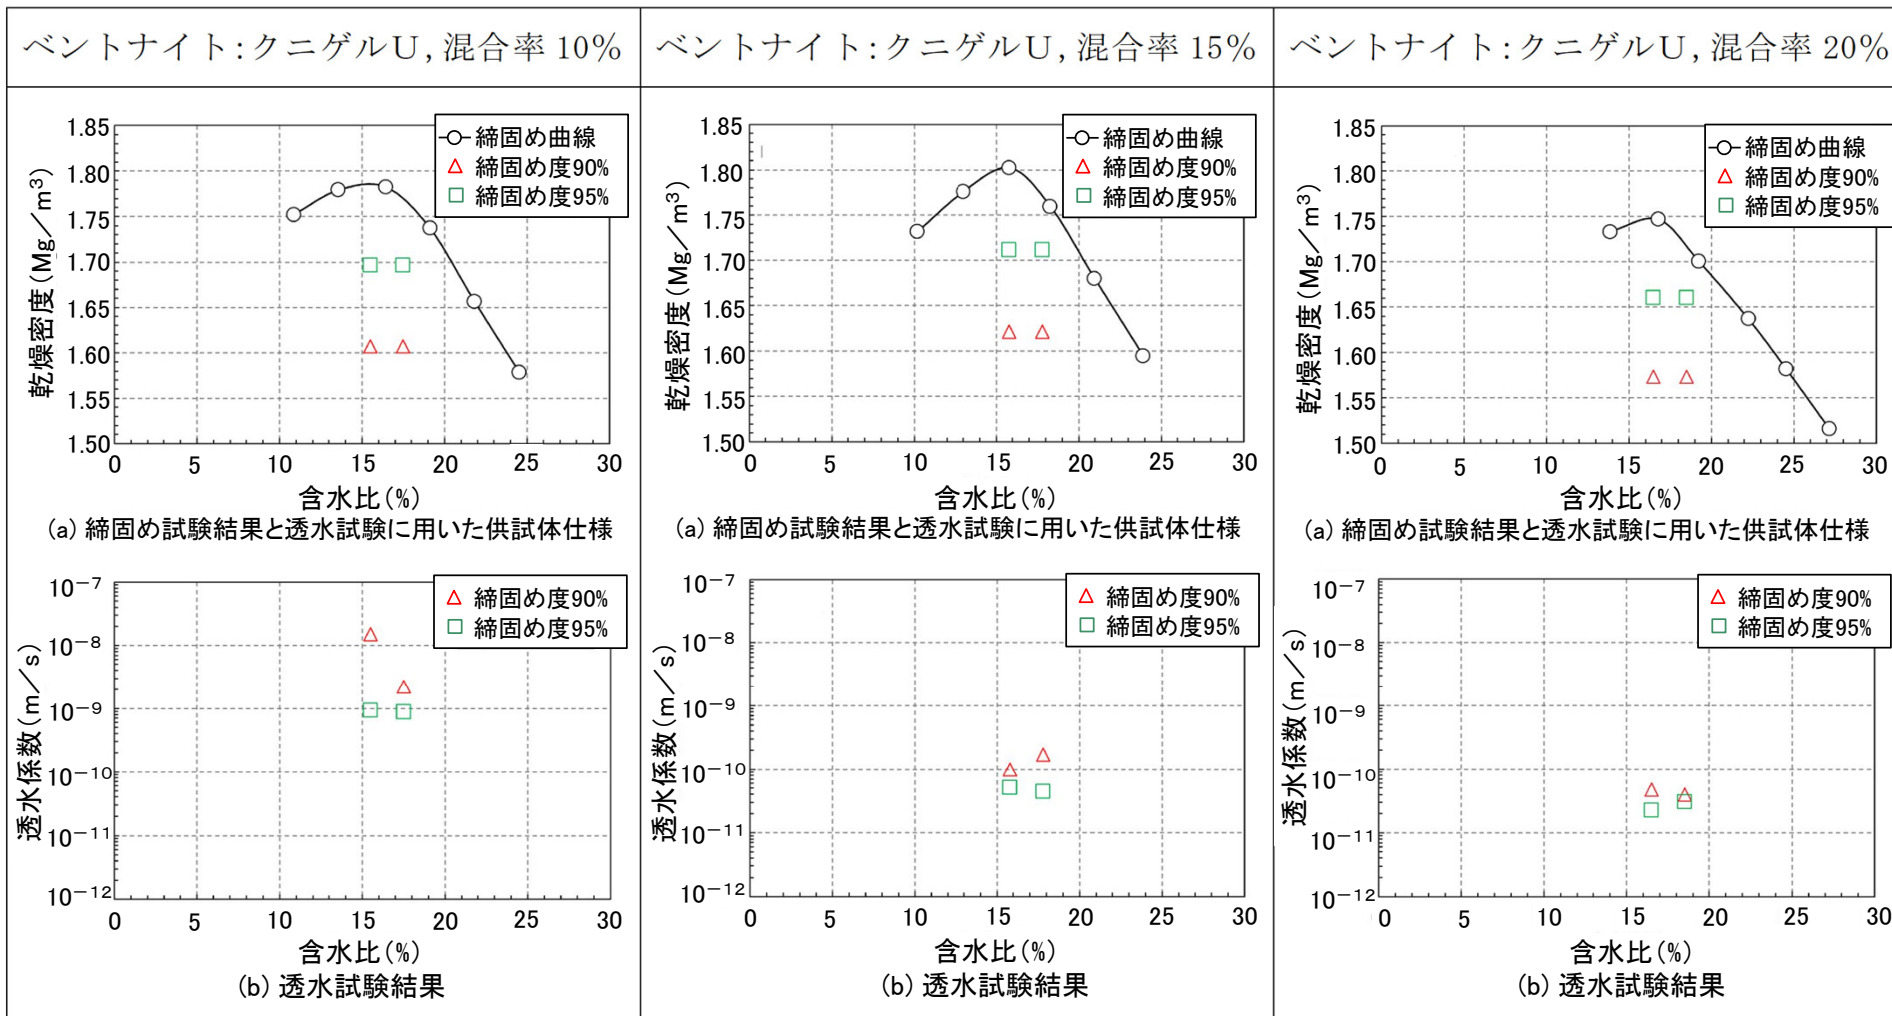 ベントナイト:クニゲルU, 混合率 10%
ベントナイト:クニゲルU, 混合率 15%
ベントナイト:クニゲルU, 混合率 20%
乾燥密度(Mg/m³)
1.85
1.80
1.75
1.70
1.65
1.60
1.55
1.50
締固め曲線
締固め度90%
締固め度95%
0 5 10 15 20 25 30
含水比(%)
(a) 締固め試験結果と透水試験に用いた供試体仕様
乾燥密度(Mg/m³)
1.85
1.80
1.75
1.70
1.65
1.60
1.55
1.50
締固め曲線
締固め度90%
締固め度95%
0 5 10 15 20 25 30
含水比(%)
(a) 締固め試験結果と透水試験に用いた供試体仕様
乾燥密度(Mg/m³)
1.85
1.80
1.75
1.70
1.65
1.60
1.55
1.50
締固め曲線
締固め度90%
締固め度95%
0 5 10 15 20 25 30
含水比(%)
(a) 締固め試験結果と透水試験に用いた供試体仕様
透水係数(m/s)
10⁻⁷
10⁻⁸
10⁻⁹
10⁻¹⁰
10⁻¹¹
10⁻¹²
締固め度90%
締固め度95%
0 5 10 15 20 25 30
含水比(%)
(b) 透水試験結果
透水係数(m/s)
10⁻⁷
10⁻⁸
10⁻⁹
10⁻¹⁰
10⁻¹¹
10⁻¹²
締固め度90%
締固め度95%
0 5 10 15 20 25 30
含水比(%)
(b) 透水試験結果
透水係数(m/s)
10⁻⁷
10⁻⁸
10⁻⁹
10⁻¹⁰
10⁻¹¹
10⁻¹²
締固め度90%
締固め度95%
0 5 10 15 20 25 30
含水比(%)
(b) 透水試験結果